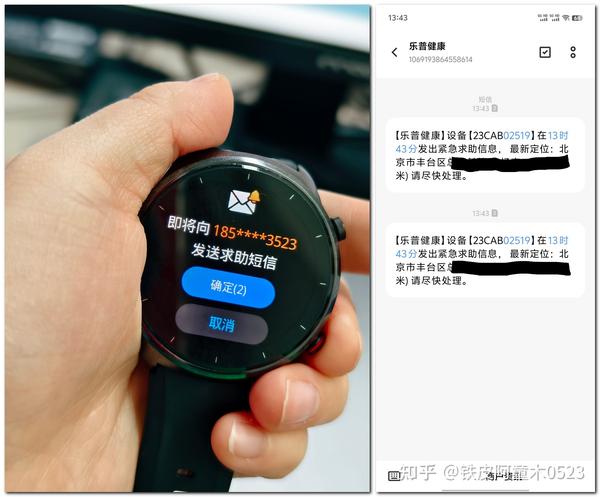 即将向 185****3523
发送求助短信
确定(2)
取消
13:43
68
乐普健康
1069193864558614
短信
13:43 2
【乐普健康】设备【23CAB02519】在13时
43分发出紧急求助信息，最新定位：北
京市丰台区总
米) 请尽快处理。
13:43 2
【乐普健康】设备【23CAB02519】在13时
43分发出紧急求助信息，最新定位：北
京市丰台区总
米) 请尽快处理。
知乎 @铁皮阿童木0523